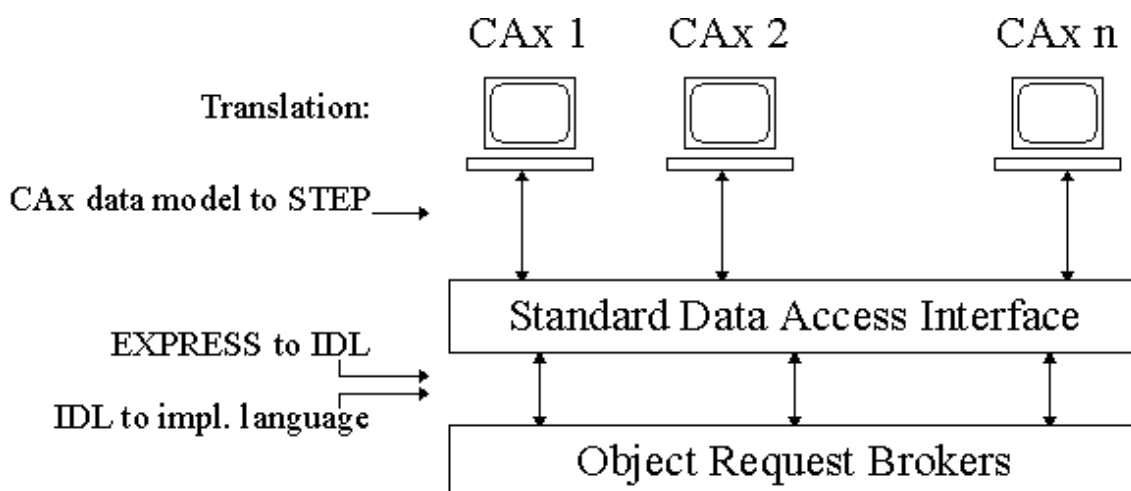 CAx 1 CAx 2 CAx n
Translation:
CAx data model to STEP
Standard Data Access Interface
EXPRESS to IDL
IDL to impl. language
Object Request Brokers